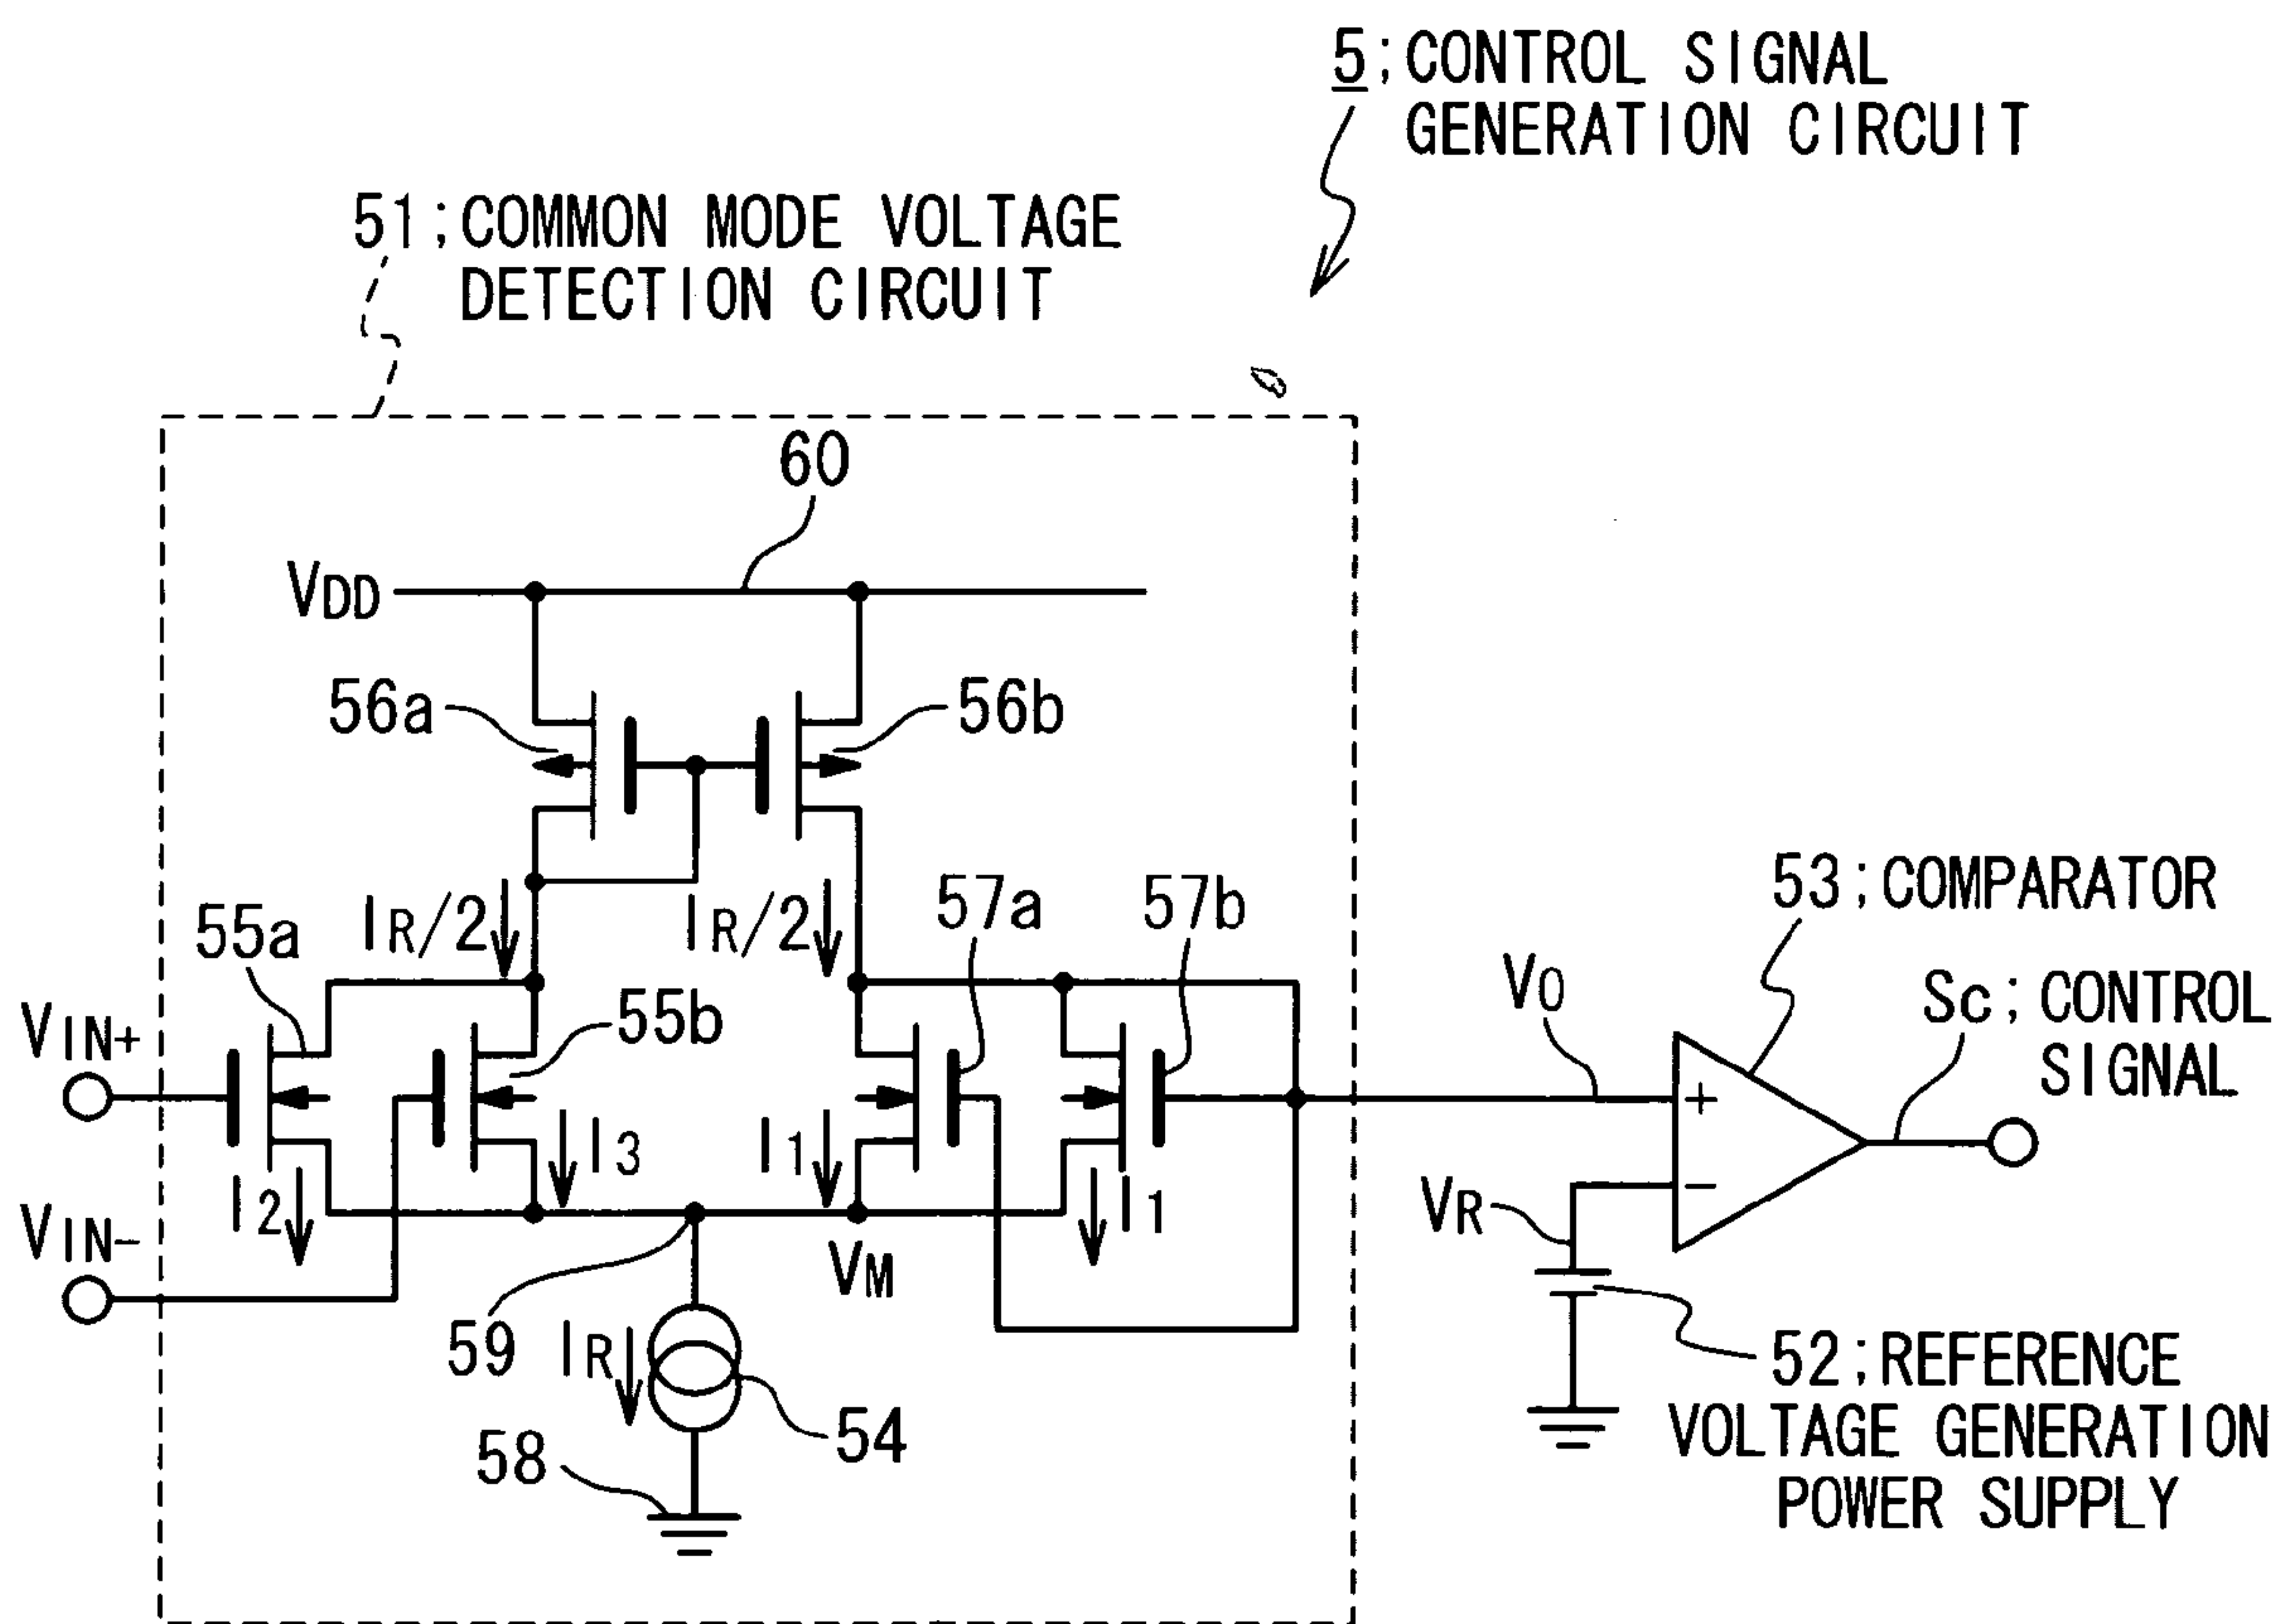 5;CONTROL SIGNAL
GENERATION CIRCUIT
51;COMMON MODE VOLTAGE
DETECTION CIRCUIT
60
VDD
56a
56b
53;COMPARATOR
55a
IR/2
IR/2
57a
57b
VIN+
55b
VO
Sc; CONTROL
SIGNAL
+
I2
I3
I1
I1
VIN-
VR
−
VM
59
IR
54
52;REFERENCE
VOLTAGE GENERATION
POWER SUPPLY
58